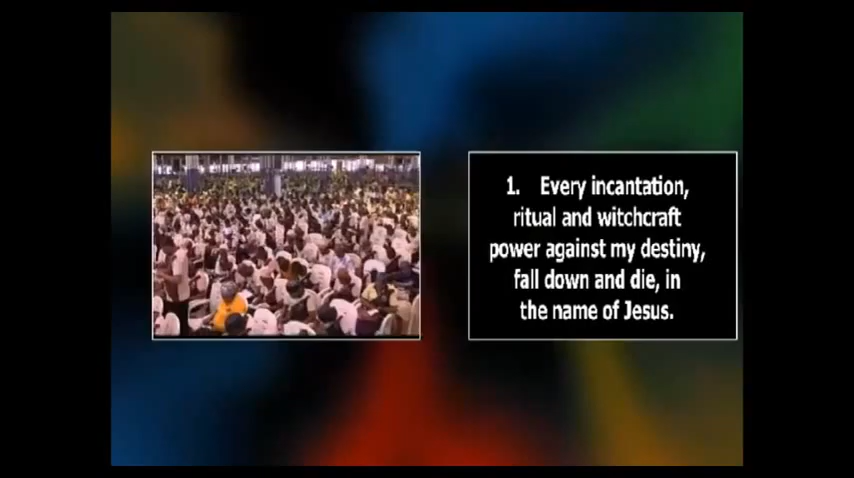 1. Every incantation,
ritual and witchcraft
power against my destiny,
fall down and die, in
the name of Jesus.